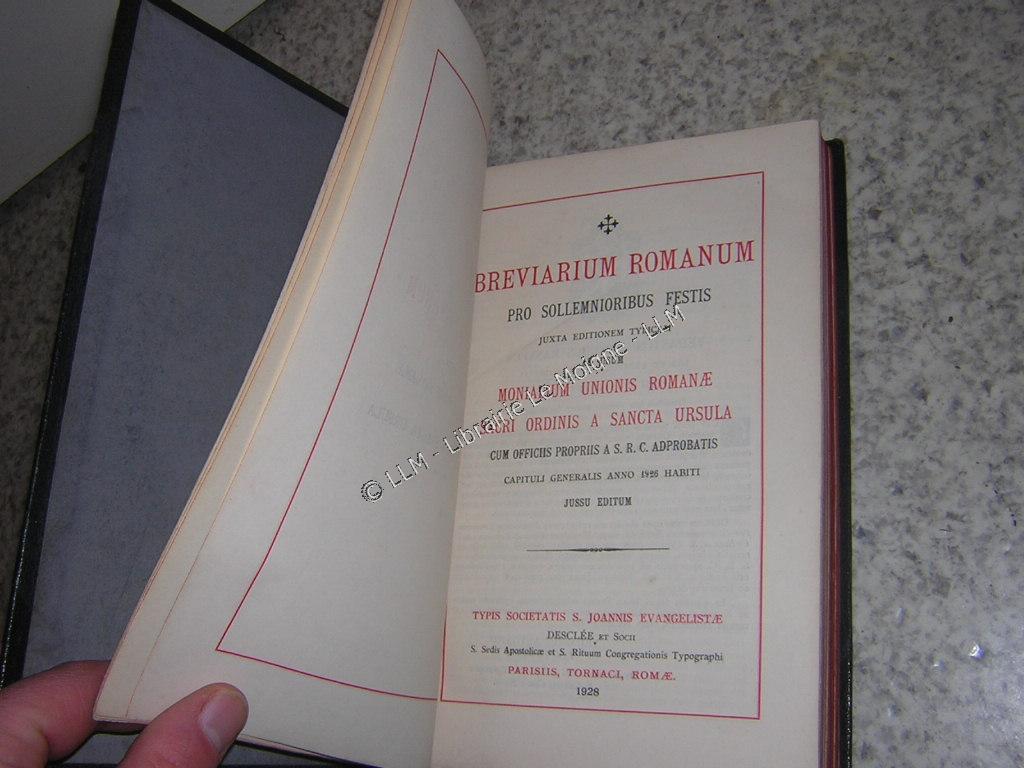 BREVIARIUM ROMANUM
PRO SOLLEMNIORIBUS FESTIS
JUXTA EDITIONEM
MONIALIUM UNIONIS ROMANÆ
ORDINIS A SANCTA URSULA
CUM OFFICIIS PROPRIIS A S. R. C. ADPROBATIS
CAPITULI GENERALIS ANNO 1926 HABITI
JUSSU EDITUM
TYPIS SOCIETATIS S. JOANNIS EVANGELISTÆ
DESCLÉE ET SOCII
S. Sedis Apostolicæ et S. Rituum Congregationis Typographi
PARISIIS, TORNACI, ROMÆ.
1928
© LLM - Librairie Le Moigne - LLM